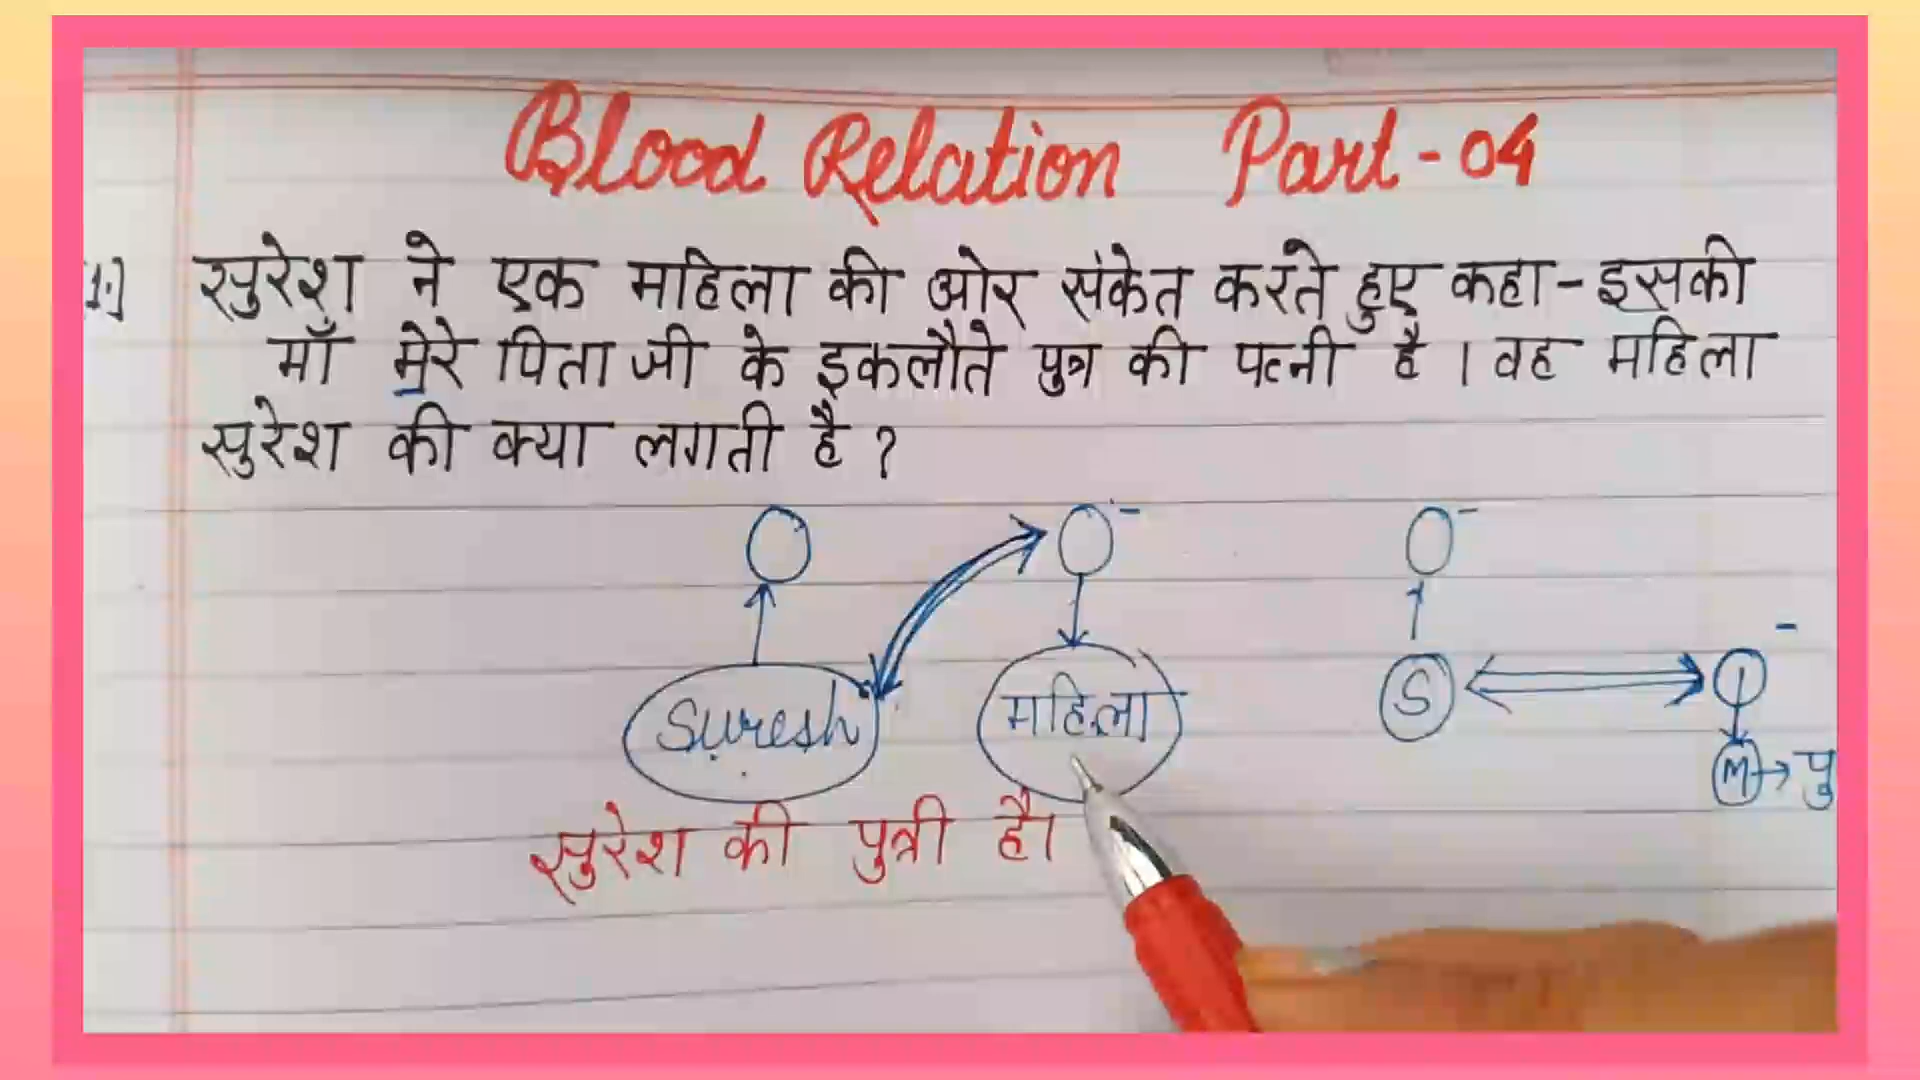 Blood Relation Part-04
1.] सुरेश ने एक महिला की ओर संकेत करते हुए कहा - इसकी
माँ मेरे पिता जी के इकलौते पुत्र की पत्नी है । वह महिला
सुरेश की क्या लगती है ?
Suresh महिला S
M → पु
सुरेश की पुत्री है।